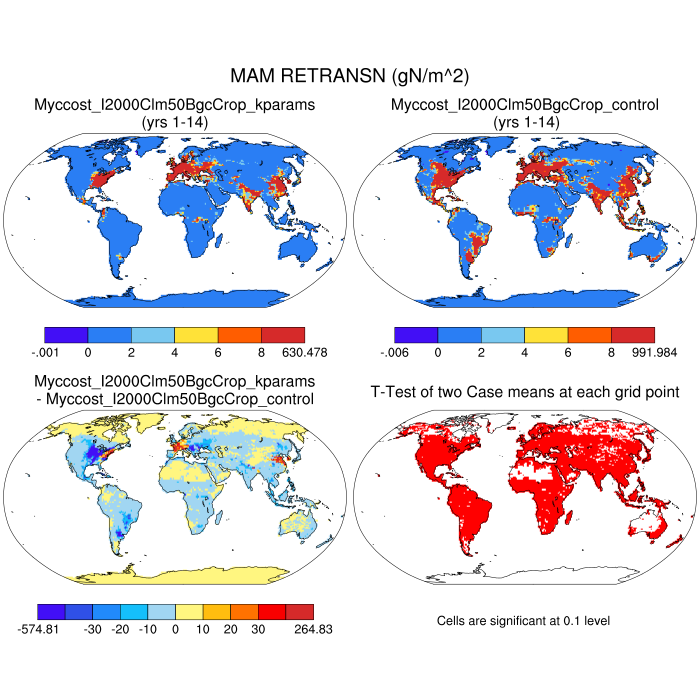 MAM RETRANSN (gN/m^2)
Myccost_I2000Clm50BgcCrop_kparams
(yrs 1-14)
Myccost_I2000Clm50BgcCrop_control
(yrs 1-14)
-.001 0 2 4 6 8 630.478
-.006 0 2 4 6 8 991.984
Myccost_I2000Clm50BgcCrop_kparams
- Myccost_I2000Clm50BgcCrop_control
T-Test of two Case means at each grid point
-574.81 -30 -20 -10 0 10 20 30 264.83
Cells are significant at 0.1 level